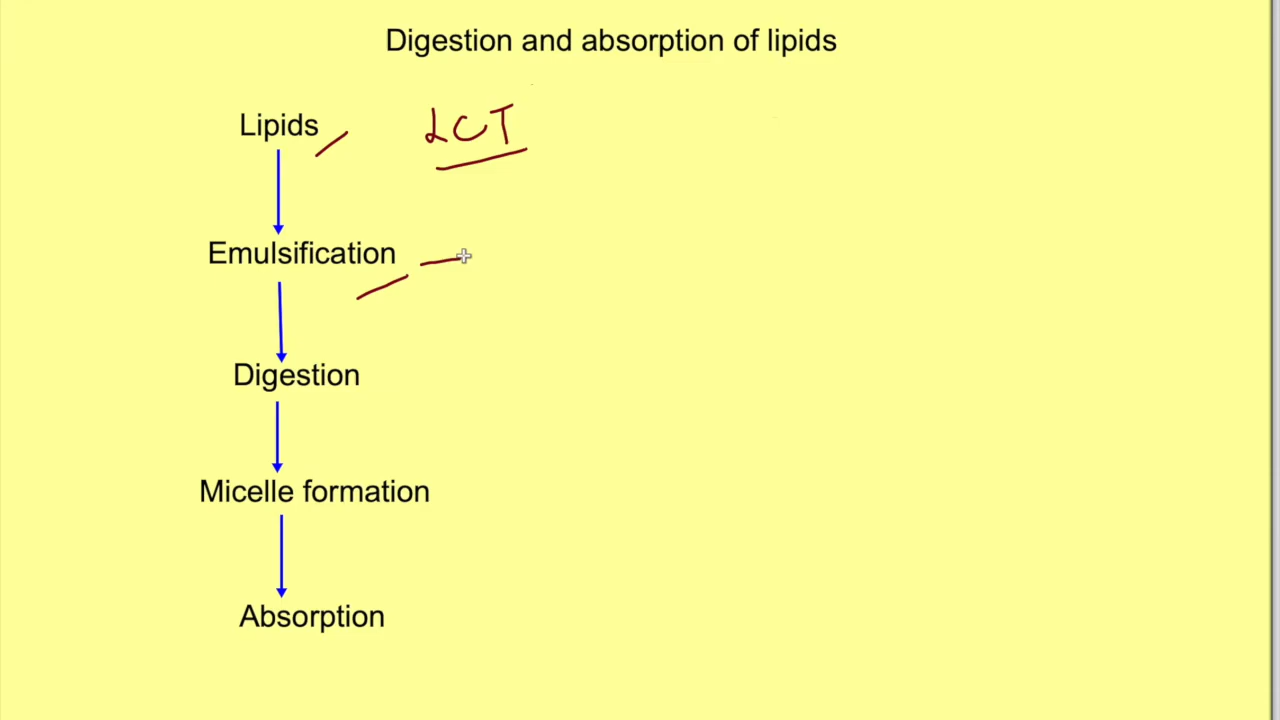 Digestion and absorption of lipids
Lipids
LCT
Emulsification
Digestion
Micelle formation
Absorption